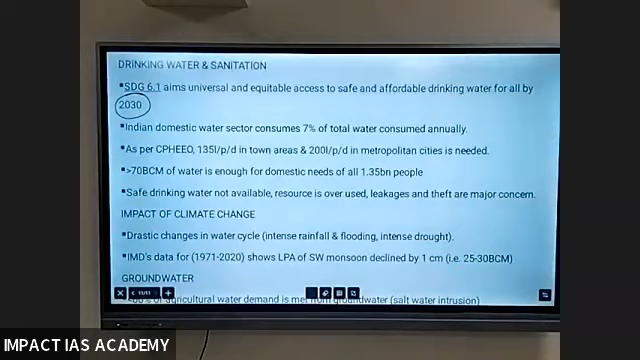 DRINKING WATER & SANITATION
▪SDG 6.1 aims universal and equitable access to safe and affordable drinking water for all by
2030
▪Indian domestic water sector consumes 7% of total water consumed annually.
▪As per CPHEEO, 135l/p/d in town areas & 200l/p/d in metropolitan cities is needed.
▪>70BCM of water is enough for domestic needs of all 1.35bn people
▪Safe drinking water not available, resource is over used, leakages and theft are major concern.
IMPACT OF CLIMATE CHANGE
▪Drastic changes in water cycle (intense rainfall & flooding, intense drought).
▪IMD's data for (1971-2020) shows LPA of SW monsoon declined by 1 cm (i.e. 25-30BCM)
GROUNDWATER
of agricultural water demand is met from groundwater (salt water intrusion)
IMPACT IAS ACADEMY